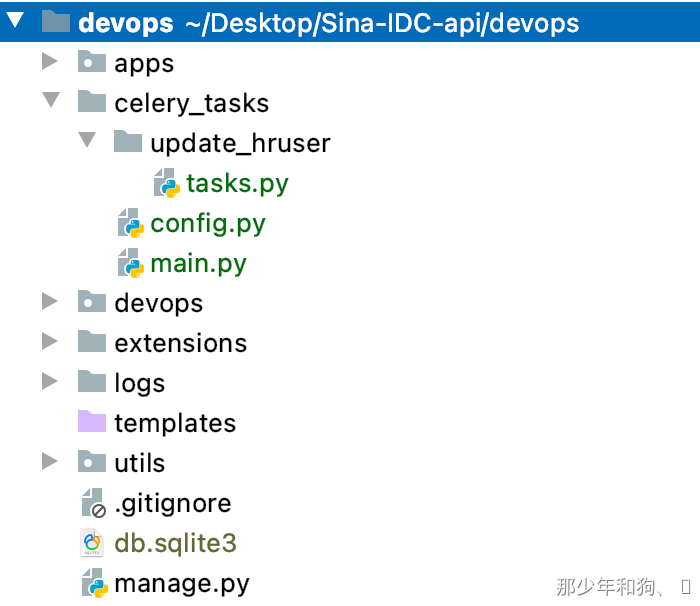 devops ~/Desktop/Sina-IDC-api/devops
apps
celery_tasks
update_hruser
tasks.py
config.py
main.py
devops
extensions
logs
templates
utils
.gitignore
db.sqlite3
manage.py
那少年和狗、